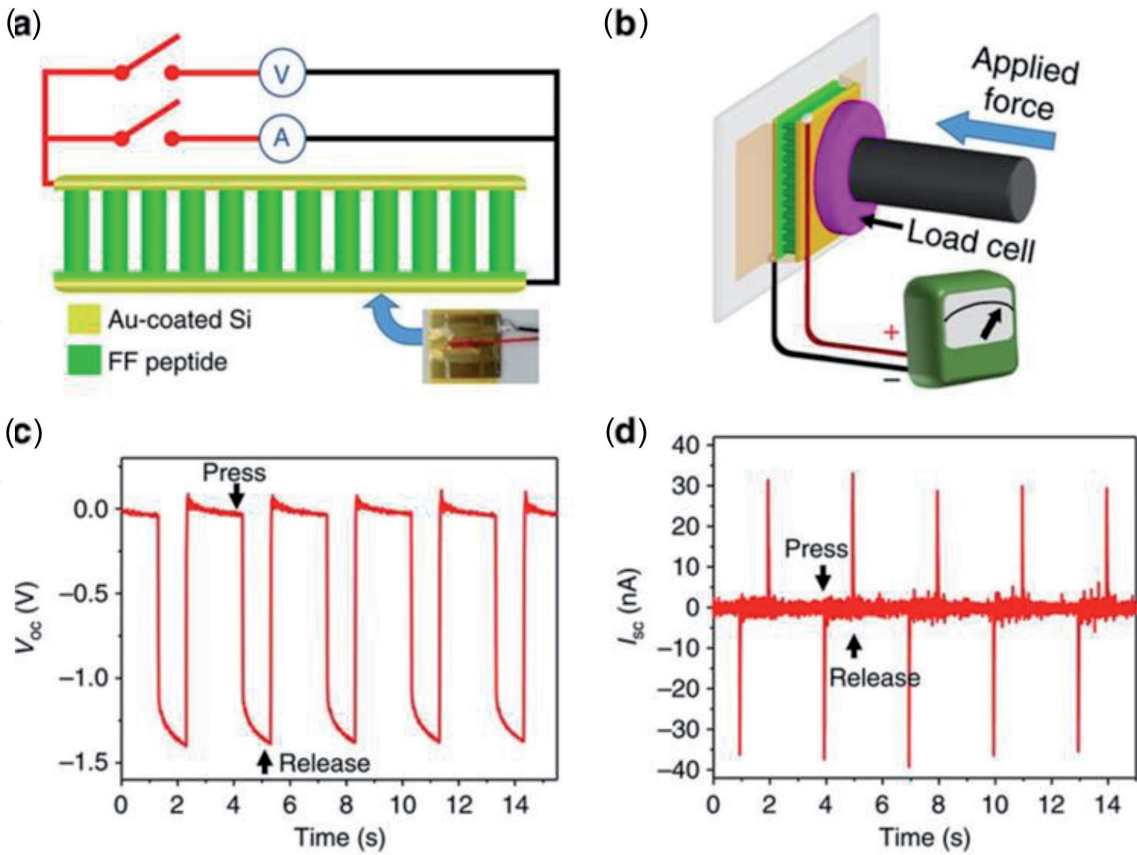 (a)
V
A
Au-coated Si
FF peptide
(b)
Applied
force
Load cell
+
−
(c)
Press
Release
0.0
−0.5
−1.0
−1.5
Voc (V)
0 2 4 6 8 10 12 14
Time (s)
(d)
40
30
20
10
0
−10
−20
−30
−40
Isc (nA)
Press
Release
0 2 4 6 8 10 12 14
Time (s)